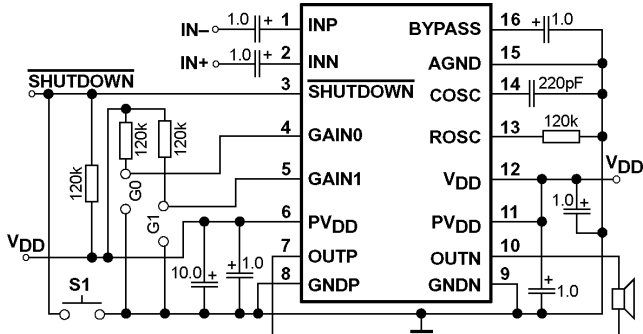 IN– 1.0 + 1 INP BYPASS 16 + 1.0
IN+ 1.0 + 2 INN AGND 15
SHUTDOWN 3 SHUTDOWN COSC 14 220pF
120k 120k 120k 4 GAIN0 ROSC 13 120k
G0 G1 5 GAIN1 VDD 12 VDD
6 PVDD PVDD 11 1.0 +
VDD 7 OUTP OUTN 10
10.0 + + 1.0 8 GNDP GNDN 9 + 1.0
S1